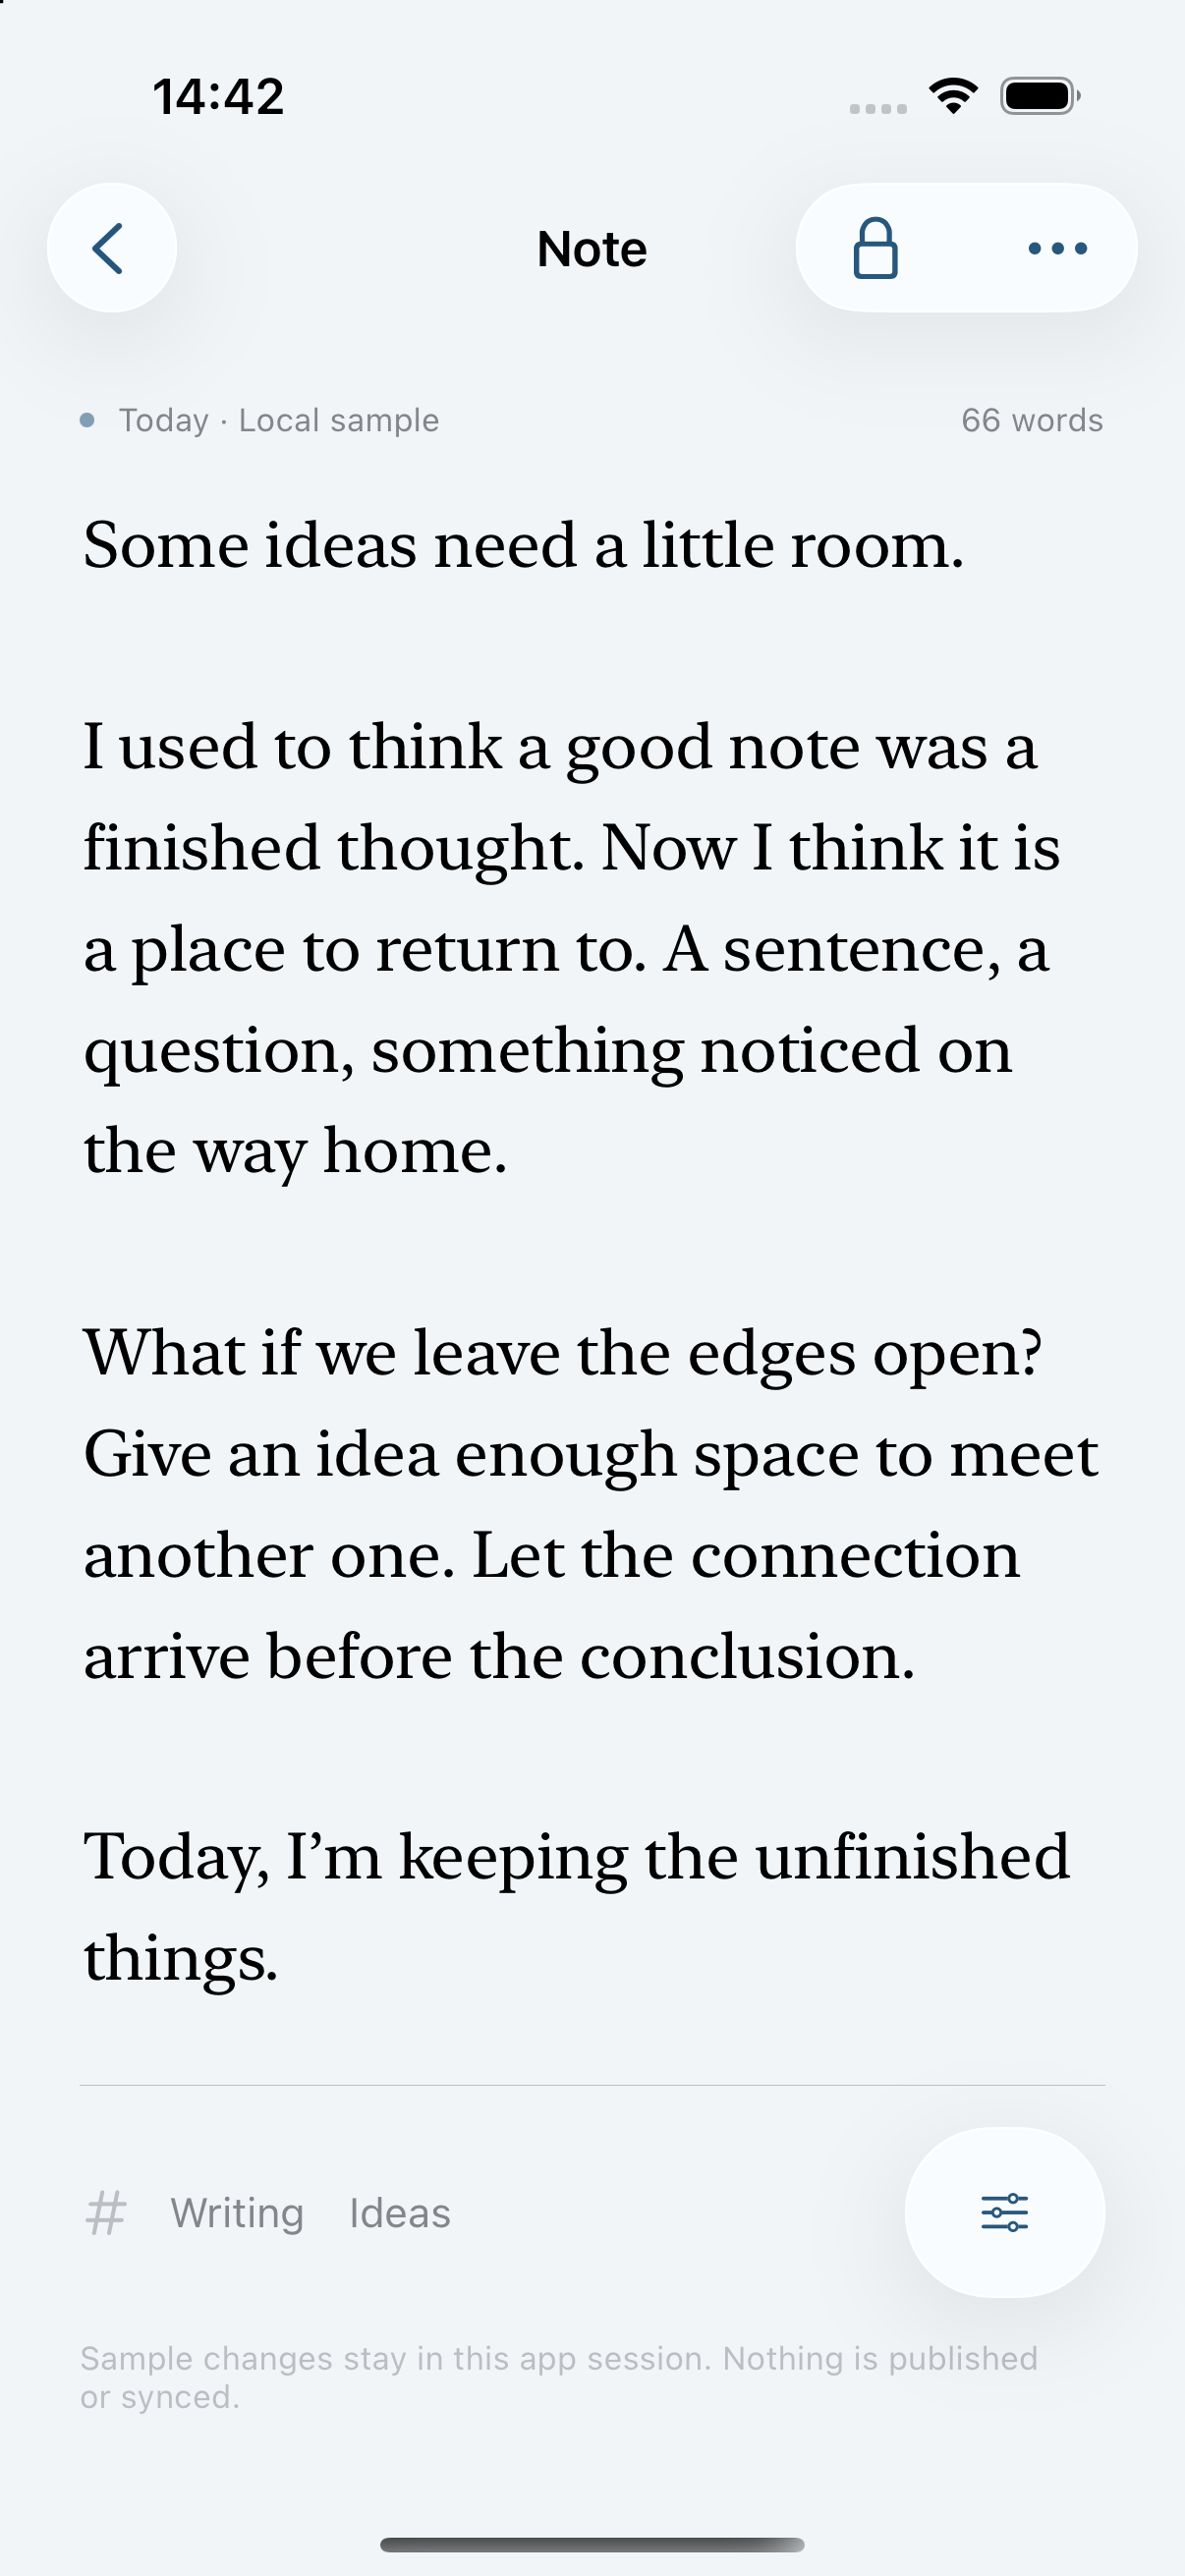 14:42
Note
Today · Local sample
66 words
Some ideas need a little room.
I used to think a good note was a
finished thought. Now I think it is
a place to return to. A sentence, a
question, something noticed on
the way home.
What if we leave the edges open?
Give an idea enough space to meet
another one. Let the connection
arrive before the conclusion.
Today, I’m keeping the unfinished
things.
# Writing Ideas
Sample changes stay in this app session. Nothing is published
or synced.